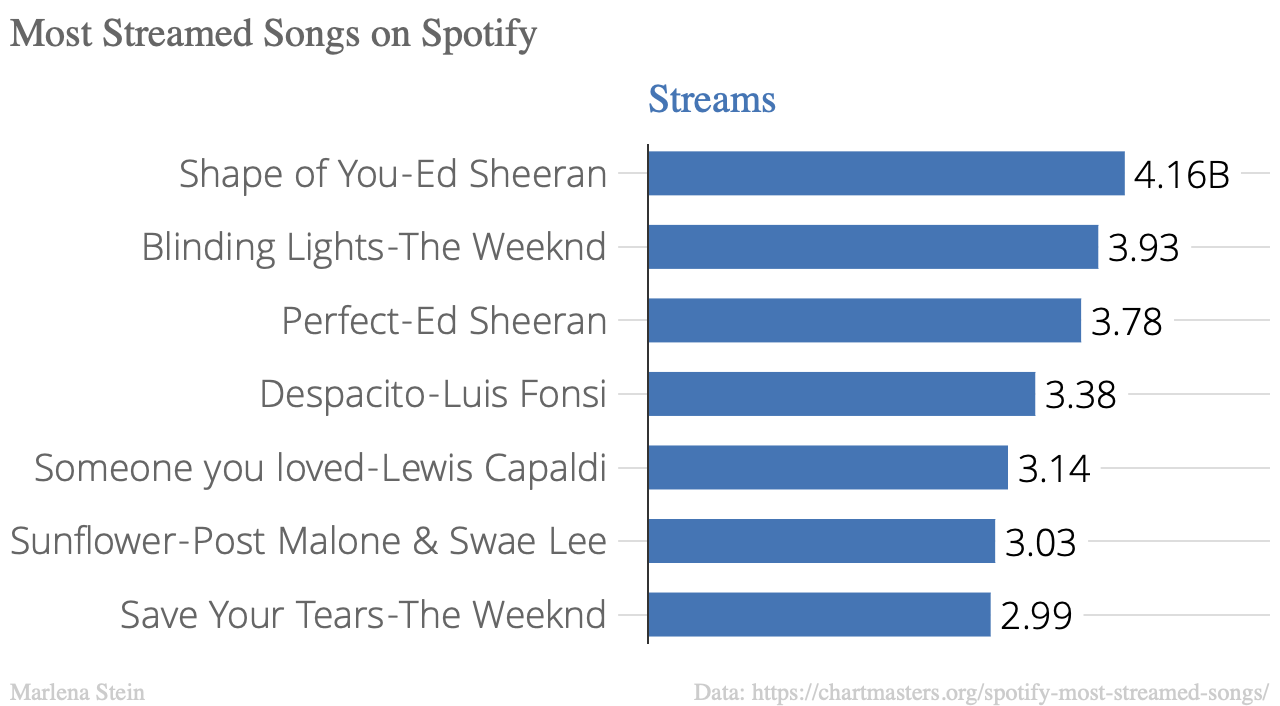 Most Streamed Songs on Spotify
Streams
Shape of You-Ed Sheeran 4.16B
Blinding Lights-The Weeknd 3.93
Perfect-Ed Sheeran 3.78
Despacito-Luis Fonsi 3.38
Someone you loved-Lewis Capaldi 3.14
Sunflower-Post Malone & Swae Lee 3.03
Save Your Tears-The Weeknd 2.99
Marlena Stein Data: https://chartmasters.org/spotify-most-streamed-songs/